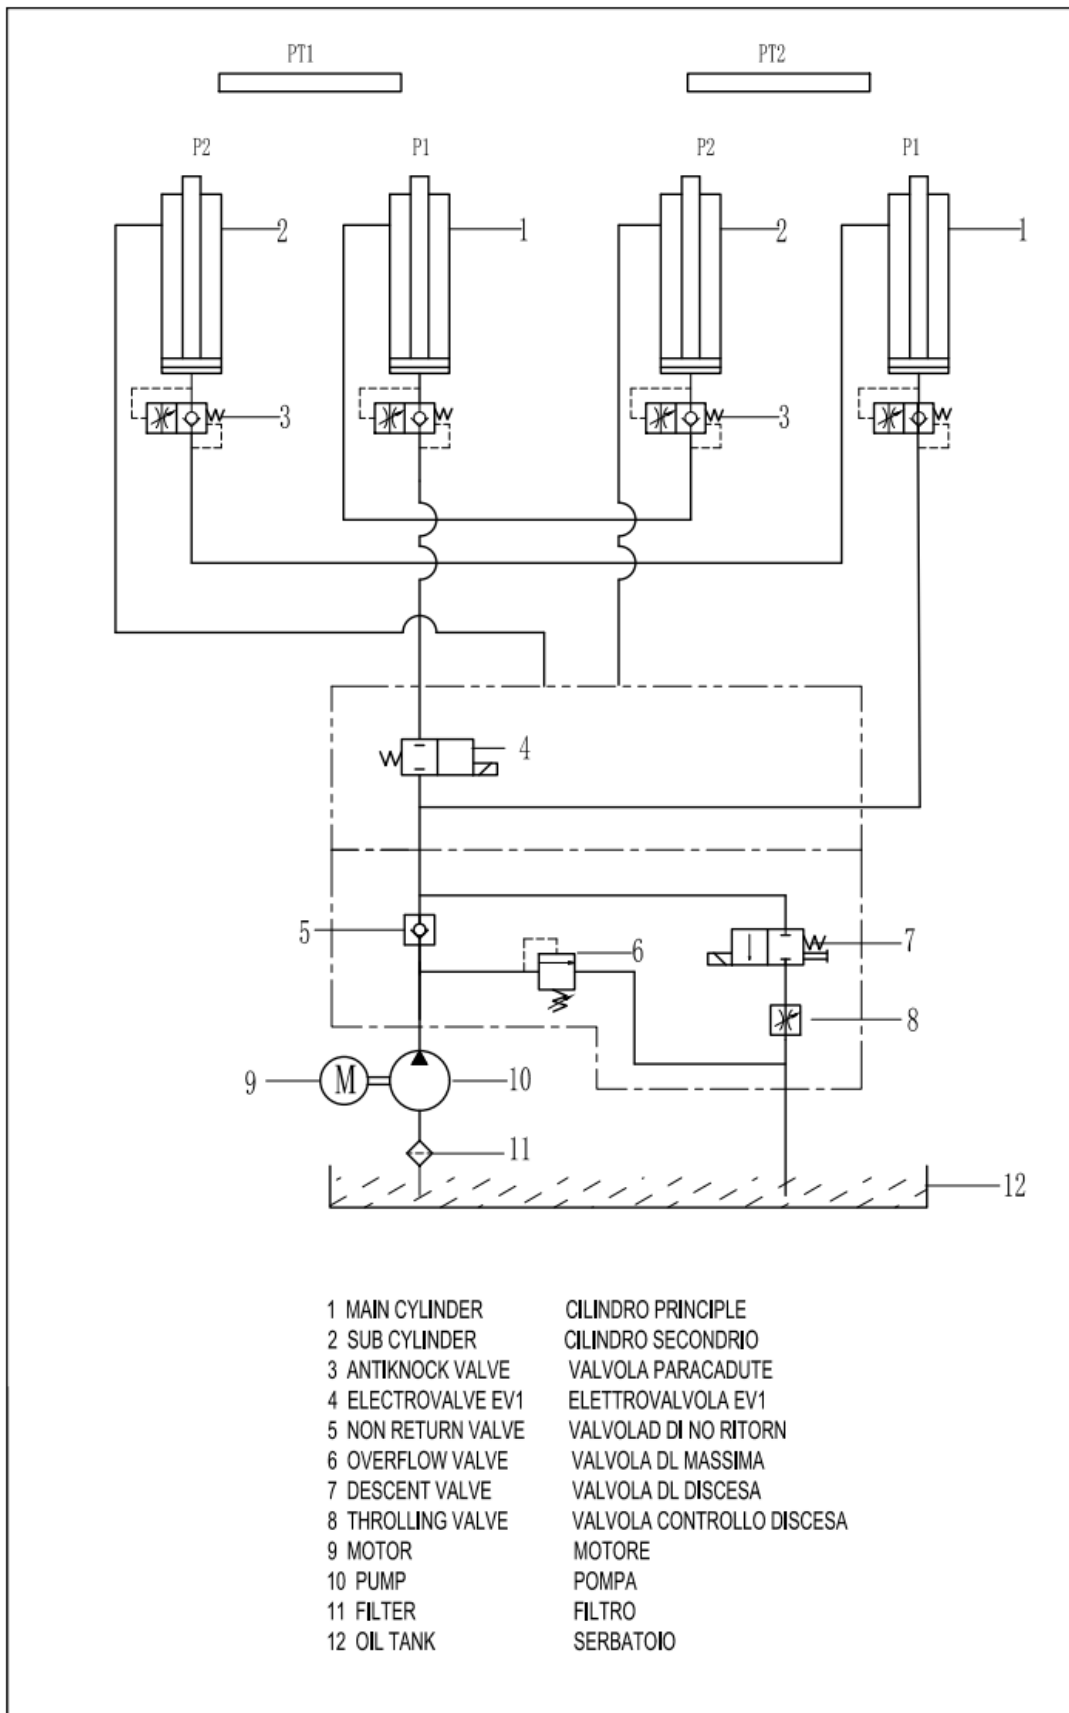 PT1 PT2
P2 P1 P2 P1
2 1 2 1
3 3
4
5 6 7
8
9 M 10
11
12
1 MAIN CYLINDER CILINDRO PRINCIPLE
2 SUB CYLINDER CILINDRO SECONDRIO
3 ANTIKNOCK VALVE VALVOLA PARACADUTE
4 ELECTROVALVE EV1 ELETTROVALVOLA EV1
5 NON RETURN VALVE VALVOLAD DI NO RITORN
6 OVERFLOW VALVE VALVOLA DL MASSIMA
7 DESCENT VALVE VALVOLA DL DISCESA
8 THROLLING VALVE VALVOLA CONTROLLO DISCESA
9 MOTOR MOTORE
10 PUMP POMPA
11 FILTER FILTRO
12 OIL TANK SERBATOIO